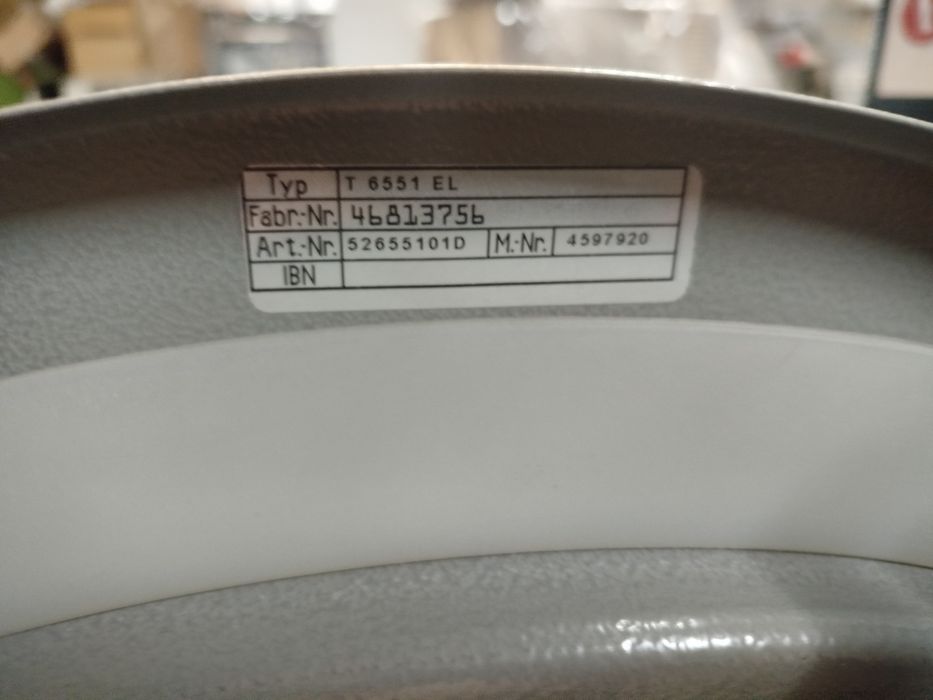 Typ T 6551 EL
Fabr.-Nr. 46813756
Art.-Nr. 52655101D M.-Nr. 4597920
IBN